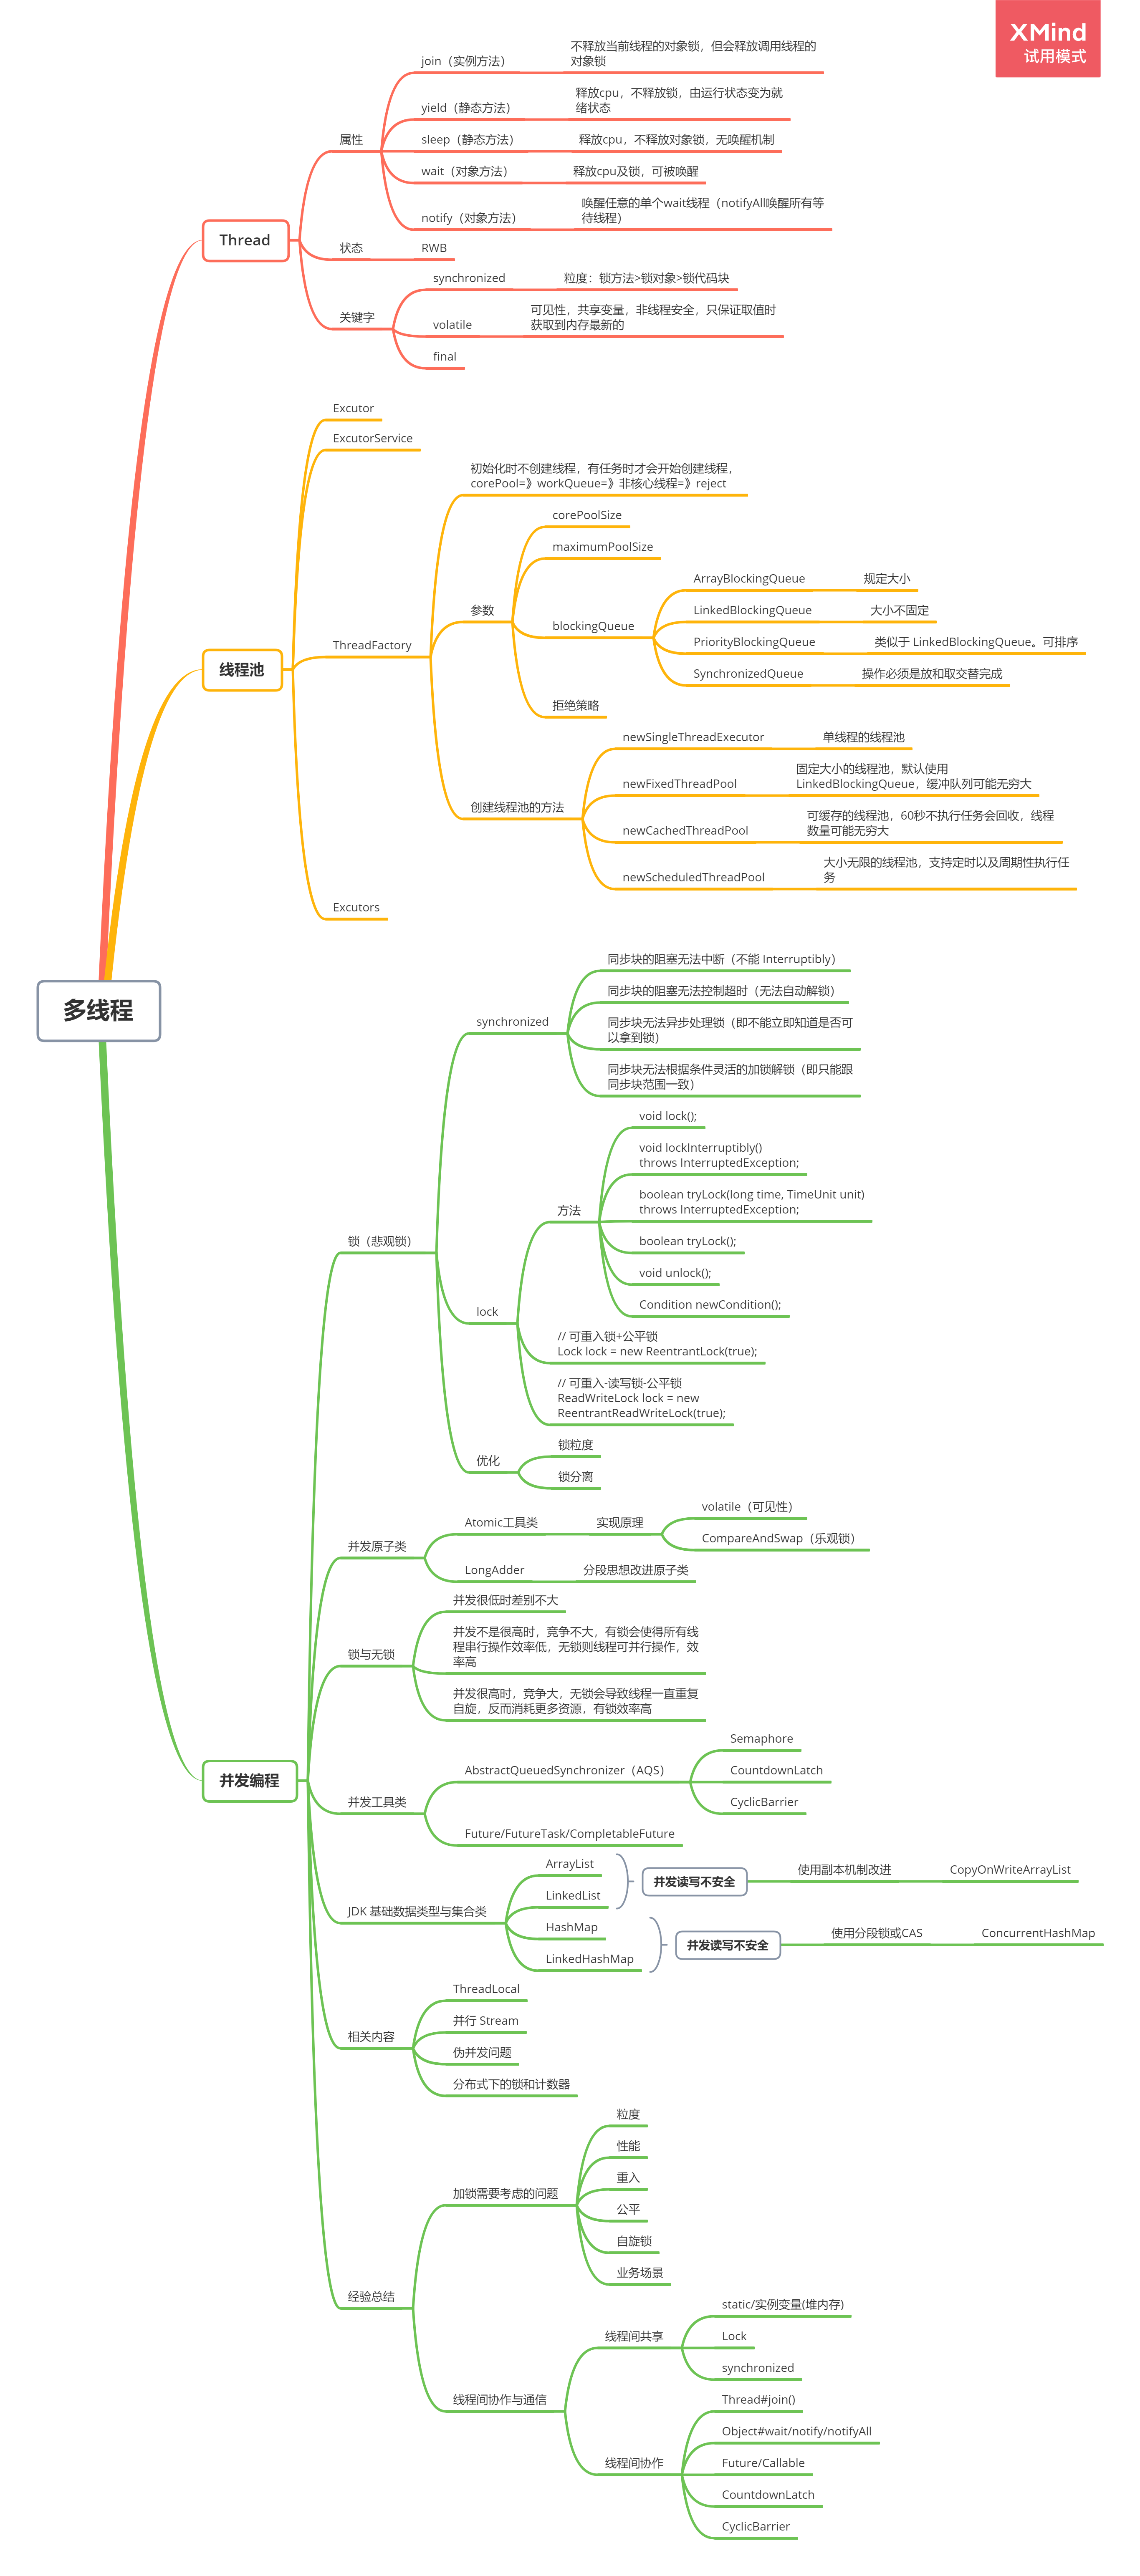 XMind
试用模式
多线程
Thread
属性
join（实例方法）
不释放当前线程的对象锁，但会释放调用线程的
对象锁
yield（静态方法）
释放cpu，不释放锁，由运行状态变为就
绪状态
sleep（静态方法）
释放cpu，不释放对象锁，无唤醒机制
wait（对象方法）
释放cpu及锁，可被唤醒
notify（对象方法）
唤醒任意的单个wait线程（notifyAll唤醒所有等
待线程）
状态
RWB
关键字
synchronized
粒度：锁方法>锁对象>锁代码块
volatile
可见性，共享变量，非线程安全，只保证取值时
获取到内存最新的
final
线程池
Excutor
ExcutorService
ThreadFactory
初始化时不创建线程，有任务时才会开始创建线程，
corePool=》workQueue=》非核心线程=》reject
参数
corePoolSize
maximumPoolSize
blockingQueue
ArrayBlockingQueue
规定大小
LinkedBlockingQueue
大小不固定
PriorityBlockingQueue
类似于 LinkedBlockingQueue。可排序
SynchronizedQueue
操作必须是放和取交替完成
拒绝策略
创建线程池的方法
newSingleThreadExecutor
单线程的线程池
newFixedThreadPool
固定大小的线程池，默认使用
LinkedBlockingQueue，缓冲队列可能无穷大
newCachedThreadPool
可缓存的线程池，60秒不执行任务会回收，线程
数量可能无穷大
newScheduledThreadPool
大小无限的线程池，支持定时以及周期性执行任
务
Excutors
并发编程
锁（悲观锁）
synchronized
同步块的阻塞无法中断（不能 Interruptibly）
同步块的阻塞无法控制超时（无法自动解锁）
同步块无法异步处理锁（即不能立即知道是否可
以拿到锁）
同步块无法根据条件灵活的加锁解锁（即只能跟
同步块范围一致）
lock
方法
void lock();
void lockInterruptibly()
throws InterruptedException;
boolean tryLock(long time, TimeUnit unit)
throws InterruptedException;
boolean tryLock();
void unlock();
Condition newCondition();
// 可重入锁+公平锁
Lock lock = new ReentrantLock(true);
// 可重入-读写锁-公平锁
ReadWriteLock lock = new
ReentrantReadWriteLock(true);
优化
锁粒度
锁分离
并发原子类
Atomic工具类
实现原理
volatile（可见性）
CompareAndSwap（乐观锁）
LongAdder
分段思想改进原子类
锁与无锁
并发很低时差别不大
并发不是很高时，竞争不大，有锁会使得所有线
程串行操作效率低，无锁则线程可并行操作，效
率高
并发很高时，竞争大，无锁会导致线程一直重复
自旋，反而消耗更多资源，有锁效率高
并发工具类
AbstractQueuedSynchronizer（AQS）
Semaphore
CountdownLatch
CyclicBarrier
Future/FutureTask/CompletableFuture
JDK 基础数据类型与集合类
ArrayList
LinkedList
并发读写不安全
使用副本机制改进
CopyOnWriteArrayList
HashMap
LinkedHashMap
并发读写不安全
使用分段锁或CAS
ConcurrentHashMap
相关内容
ThreadLocal
并行 Stream
伪并发问题
分布式下的锁和计数器
经验总结
加锁需要考虑的问题
粒度
性能
重入
公平
自旋锁
业务场景
线程间协作与通信
线程间共享
static/实例变量(堆内存)
Lock
synchronized
线程间协作
Thread#join()
Object#wait/notify/notifyAll
Future/Callable
CountdownLatch
CyclicBarrier